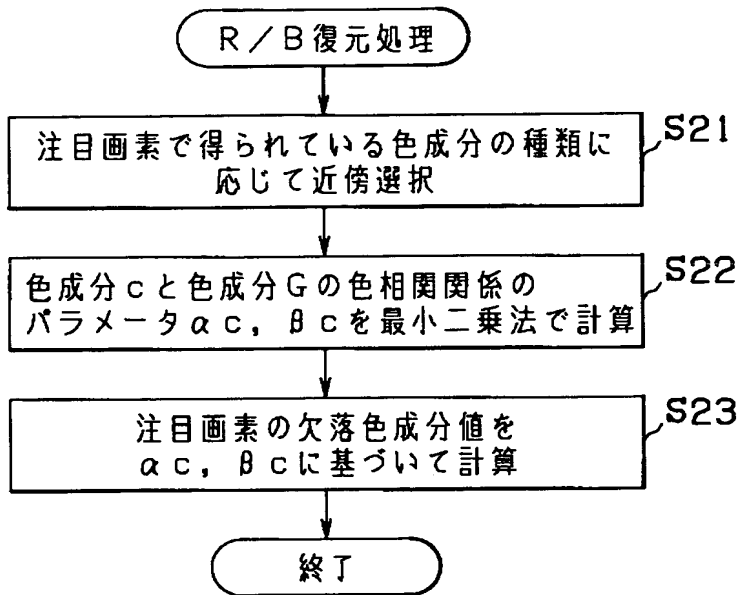 R/B復元処理
注目画素で得られている色成分の種類に
応じて近傍選択
S21
色成分cと色成分Gの色相関関係の
パラメータαc,βcを最小二乗法で計算
S22
注目画素の欠落色成分値を
αc,βcに基づいて計算
S23
終了